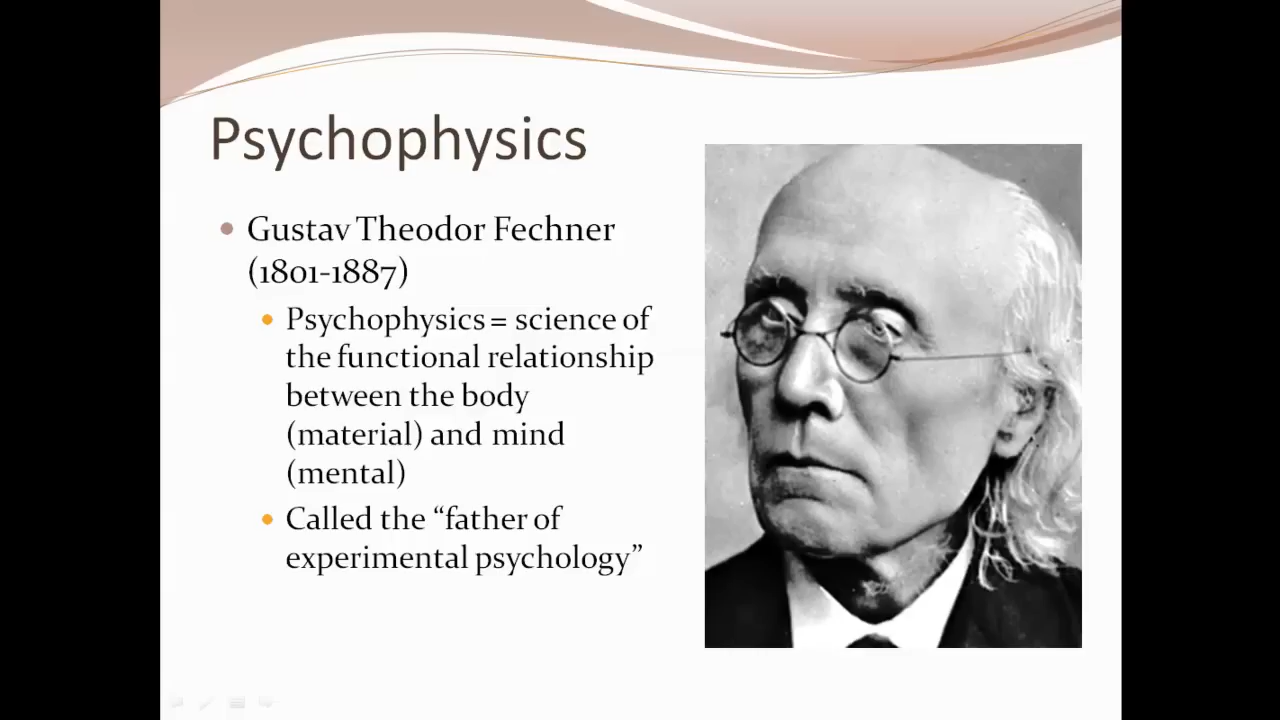 Psychophysics
Gustav Theodor Fechner
(1801-1887)
Psychophysics = science of
the functional relationship
between the body
(material) and mind
(mental)
Called the “father of
experimental psychology”